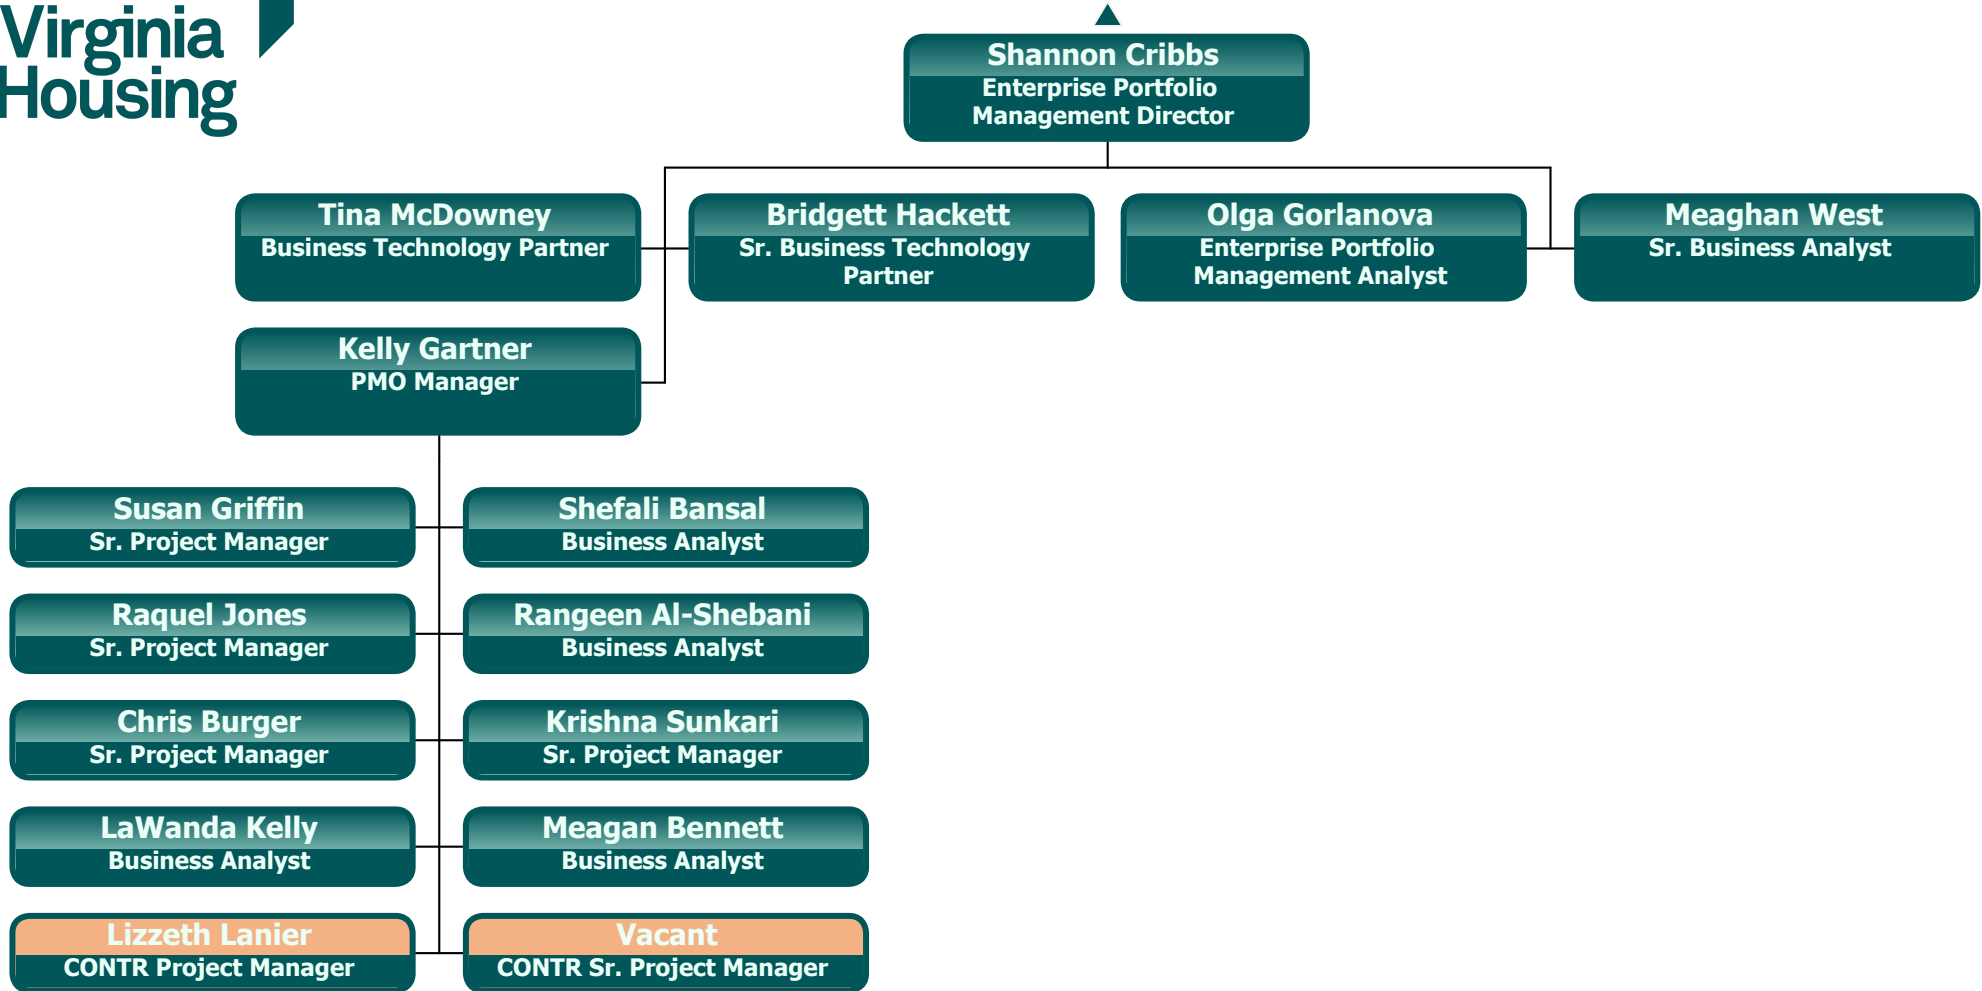 Virginia
Housing
Shannon Cribbs
Enterprise Portfolio
Management Director
Tina McDowney
Business Technology Partner
Bridgett Hackett
Sr. Business Technology
Partner
Olga Gorlanova
Enterprise Portfolio
Management Analyst
Meaghan West
Sr. Business Analyst
Kelly Gartner
PMO Manager
Susan Griffin
Sr. Project Manager
Shefali Bansal
Business Analyst
Raquel Jones
Sr. Project Manager
Rangeen Al-Shebani
Business Analyst
Chris Burger
Sr. Project Manager
Krishna Sunkari
Sr. Project Manager
LaWanda Kelly
Business Analyst
Meagan Bennett
Business Analyst
Lizzeth Lanier
CONTR Project Manager
Vacant
CONTR Sr. Project Manager